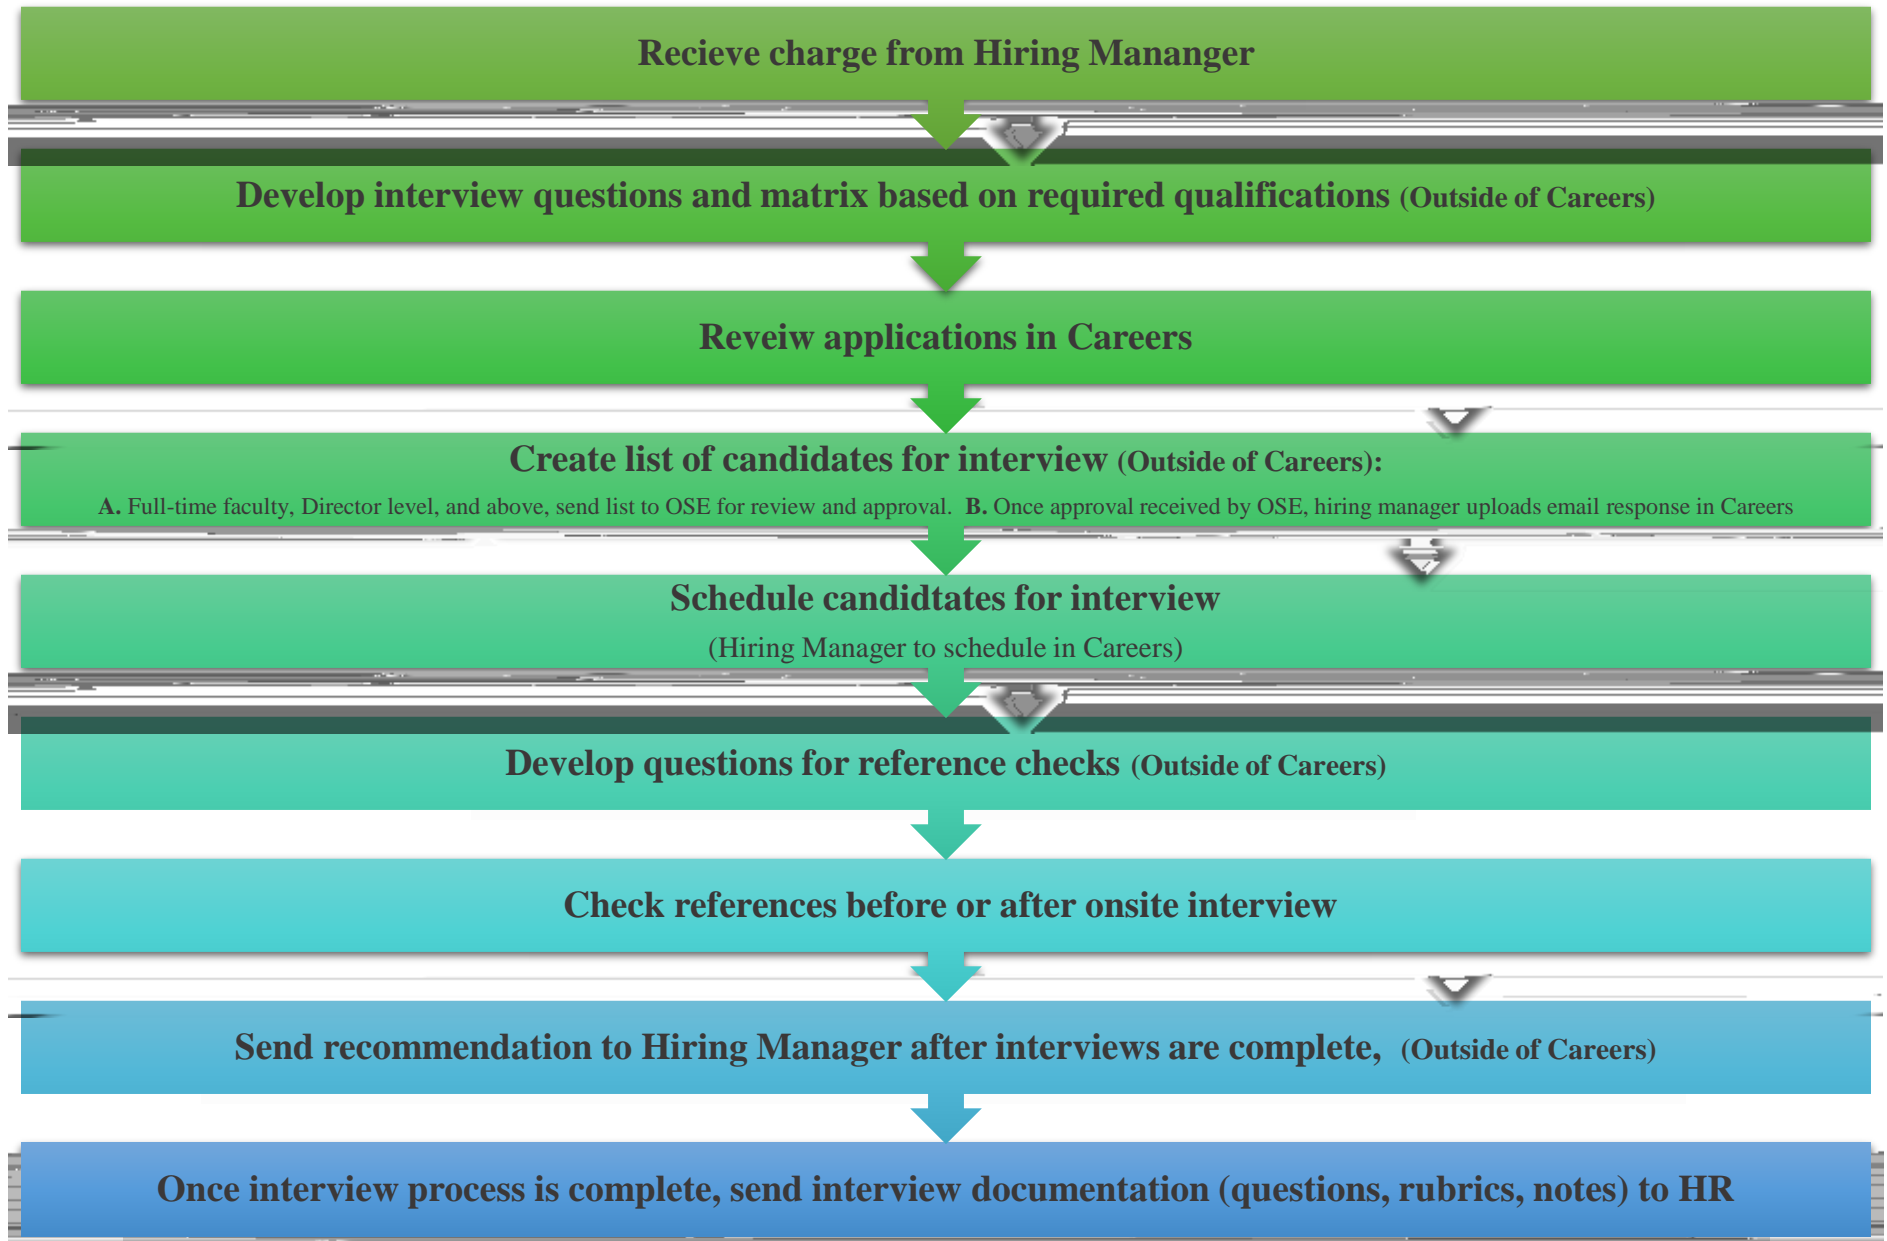 Recieve charge from Hiring Mananger
Develop interview questions and matrix based on required qualifications (Outside of Careers)
Reveiw applications in Careers
Create list of candidates for interview (Outside of Careers):
A. Full-time faculty, Director level, and above, send list to OSE for review and approval. B. Once approval received by OSE, hiring manager uploads email response in Careers
Schedule candidtates for interview
(Hiring Manager to schedule in Careers)
Develop questions for reference checks (Outside of Careers)
Check references before or after onsite interview
Send recommendation to Hiring Manager after interviews are complete, (Outside of Careers)
Once interview process is complete, send interview documentation (questions, rubrics, notes) to HR